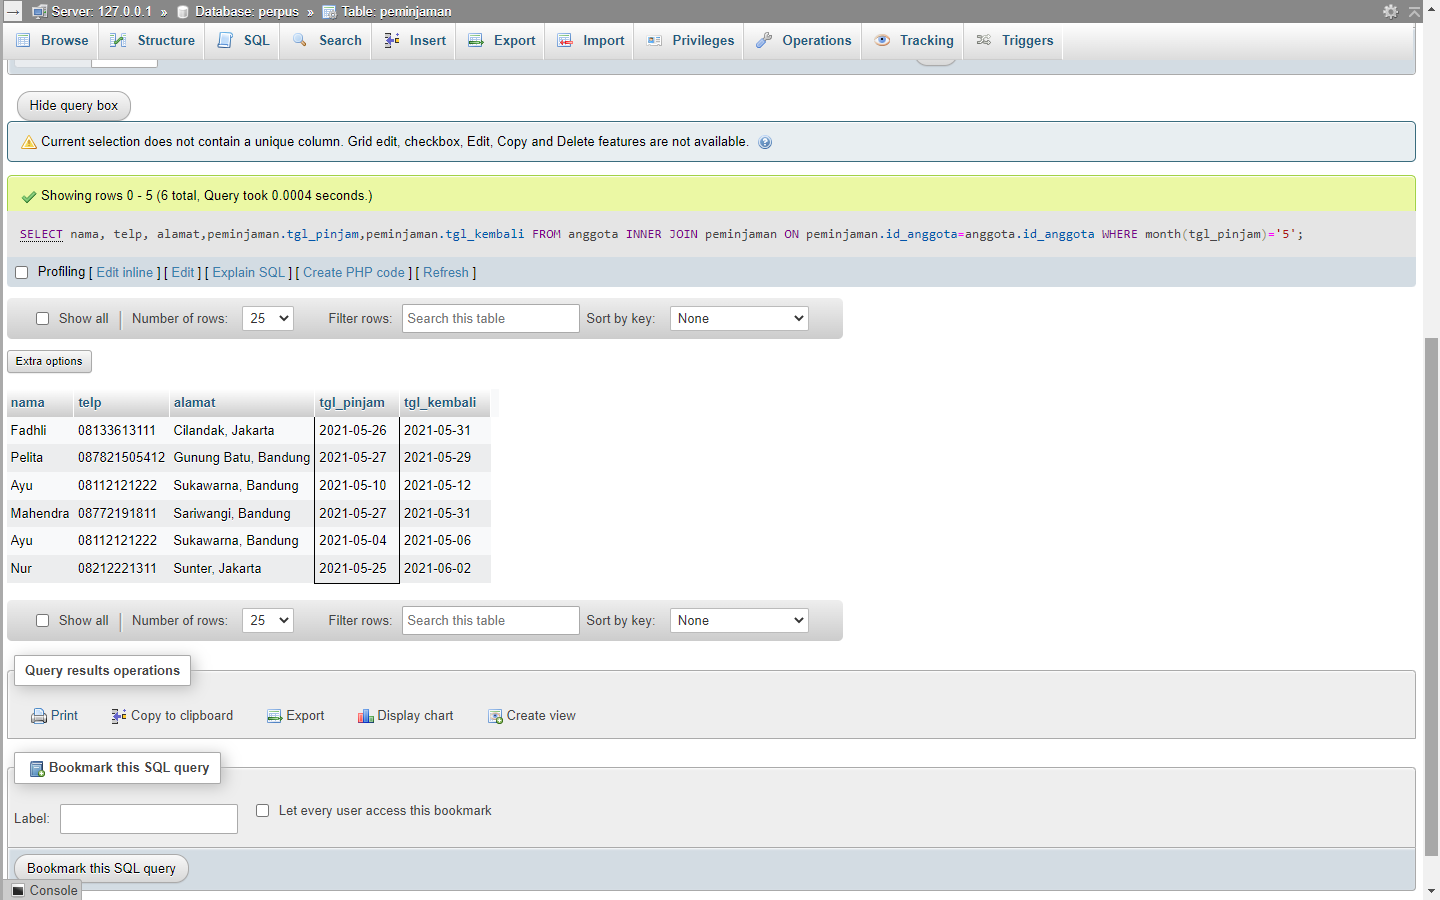 Server: 127.0.0.1 » Database: perpus » Table: peminjaman
Browse Structure SQL Search Insert Export Import Privileges Operations Tracking Triggers
Hide query box
Current selection does not contain a unique column. Grid edit, checkbox, Edit, Copy and Delete features are not available.
Showing rows 0 - 5 (6 total, Query took 0.0004 seconds.)
SELECT nama, telp, alamat,peminjaman.tgl_pinjam,peminjaman.tgl_kembali FROM anggota INNER JOIN peminjaman ON peminjaman.id_anggota=anggota.id_anggota WHERE month(tgl_pinjam)='5';
Profiling [ Edit inline ] [ Edit ] [ Explain SQL ] [ Create PHP code ] [ Refresh ]
Show all | Number of rows: 25 Filter rows: Search this table Sort by key: None
Extra options
nama telp alamat tgl_pinjam tgl_kembali
Fadhli 08133613111 Cilandak, Jakarta 2021-05-26 2021-05-31
Pelita 087821505412 Gunung Batu, Bandung 2021-05-27 2021-05-29
Ayu 08112121222 Sukawarna, Bandung 2021-05-10 2021-05-12
Mahendra 08772191811 Sariwangi, Bandung 2021-05-27 2021-05-31
Ayu 08112121222 Sukawarna, Bandung 2021-05-04 2021-05-06
Nur 08212221311 Sunter, Jakarta 2021-05-25 2021-06-02
Show all | Number of rows: 25 Filter rows: Search this table Sort by key: None
Query results operations
Print Copy to clipboard Export Display chart Create view
Bookmark this SQL query
Label: Let every user access this bookmark
Bookmark this SQL query
Console